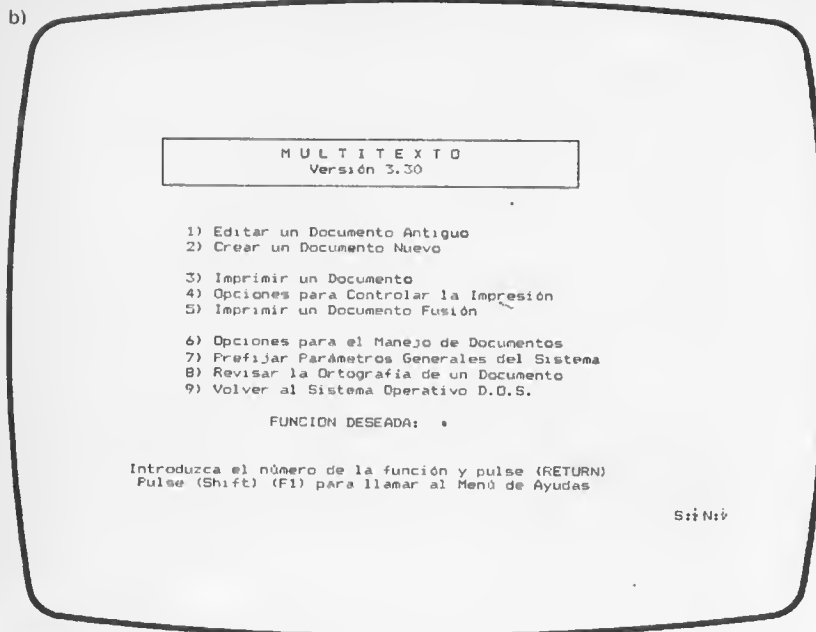 b)
M U L T I T E X T O
Versión 3.30
1) Editar un Documento Antiguo
2) Crear un Documento Nuevo
3) Imprimir un Documento
4) Opciones para Controlar la Impresión
5) Imprimir un Documento Fusión
6) Opciones para el Manejo de Documentos
7) Prefijar Parámetros Generales del Sistema
8) Revisar la Ortografía de un Documento
9) Volver al Sistema Operativo D.O.S.
FUNCION DESEADA:
Introduzca el número de la función y pulse (RETURN)
Pulse (Shift) (F1) para llamar al Menú de Ayudas